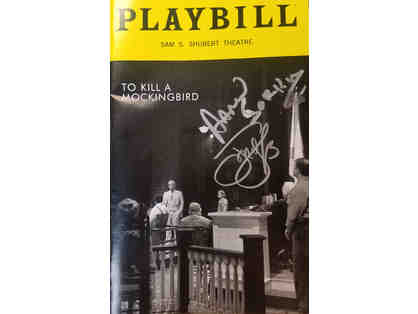 PLAYBILL
SAM S. SHUBERT THEATRE
TO KILL A
MOCKINGBIRD